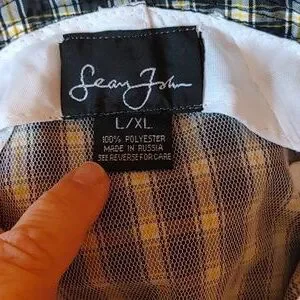 Sean John
L/XL
100% POLYESTER
MADE IN RUSSIA
SEE REVERSE FOR CARE